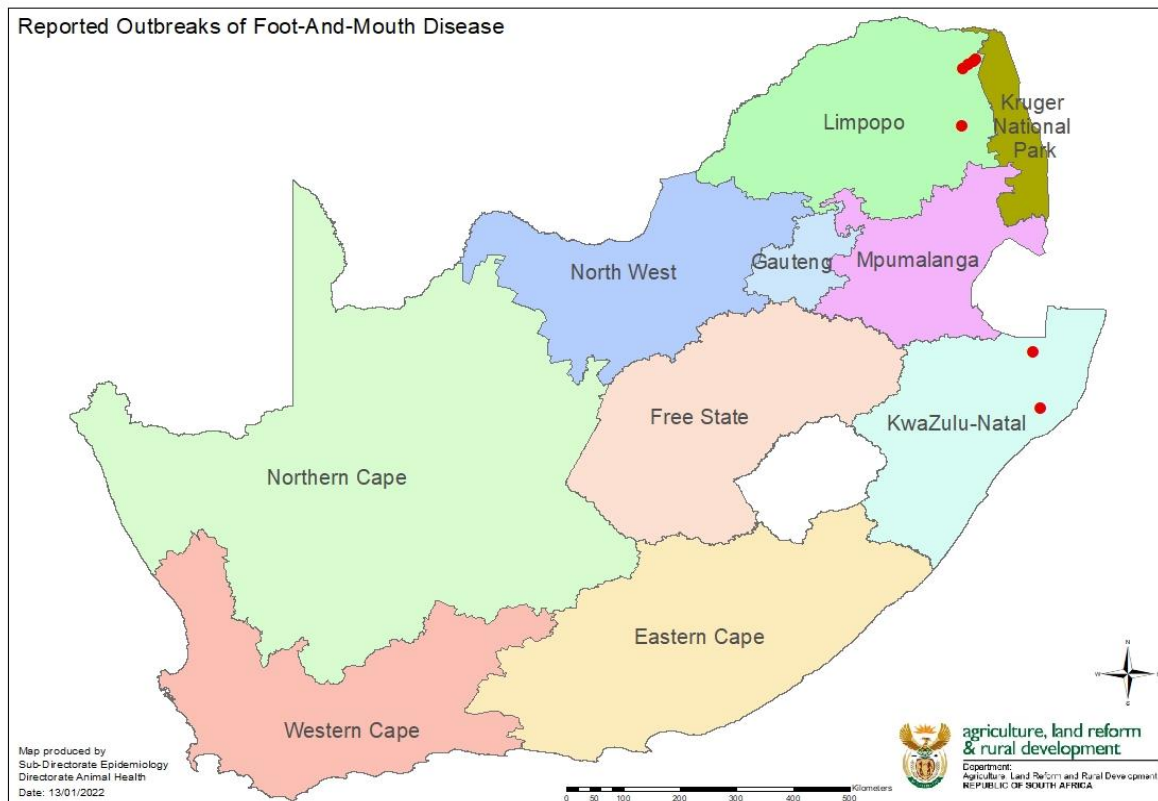 Reported Outbreaks of Foot-And-Mouth Disease
Limpopo
Kruger
National
Park
North West
Gauteng
Mpumalanga
Free State
KwaZulu-Natal
Northern Cape
Eastern Cape
Western Cape
N
W
S
Map produced by
Sub-Directorate Epidemiology
Directorate Animal Health
Date: 13/01/2022
Kilometers
0 50 100 200 300 400 500
agriculture, land reform
& rural development
Department:
Agriculture, Land Reform and Rural Development
REPUBLIC OF SOUTH AFRICA